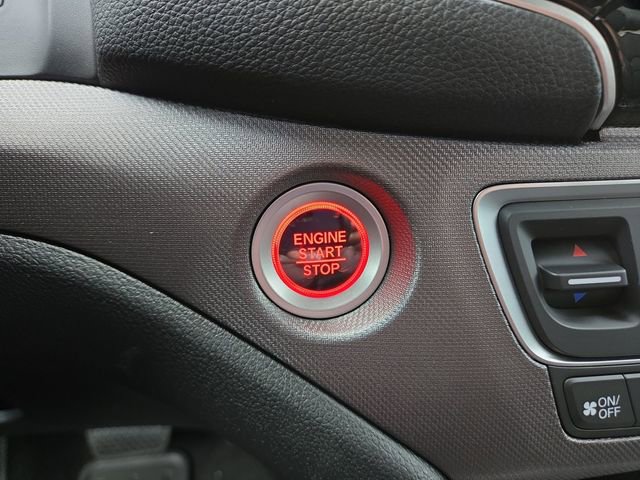 ENGINE
START
STOP
ON/
OFF